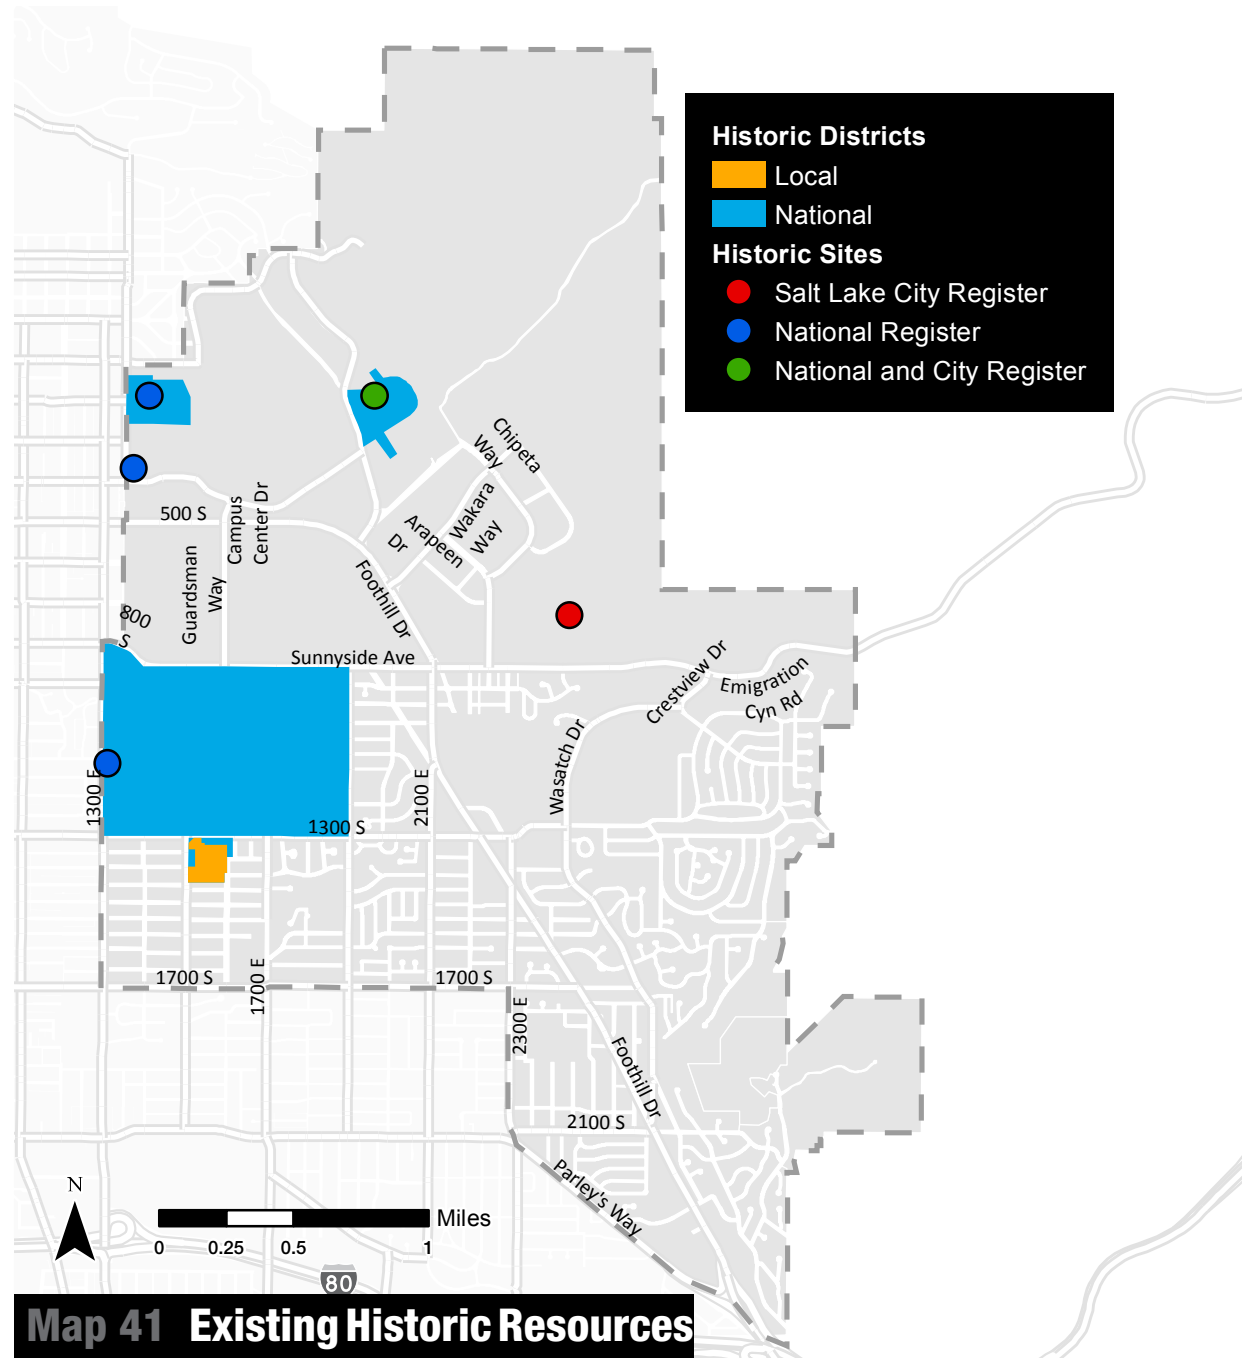 Historic Districts
Local
National
Historic Sites
Salt Lake City Register
National Register
National and City Register
Chipeta
Way
Wakara
Way
Arapeen
Dr
Campus
Center Dr
500 S
Guardsman
Way
Foothill Dr
800
S
Sunnyside Ave
Crestview Dr
Emigration
Cyn Rd
Wasatch Dr
1300 E
2100 E
1300 S
1700 S
1700 E
1700 S
2300 E
Foothill Dr
2100 S
Parley's Way
N
Miles
0 0.25 0.5 1
80
Map 41 Existing Historic Resources